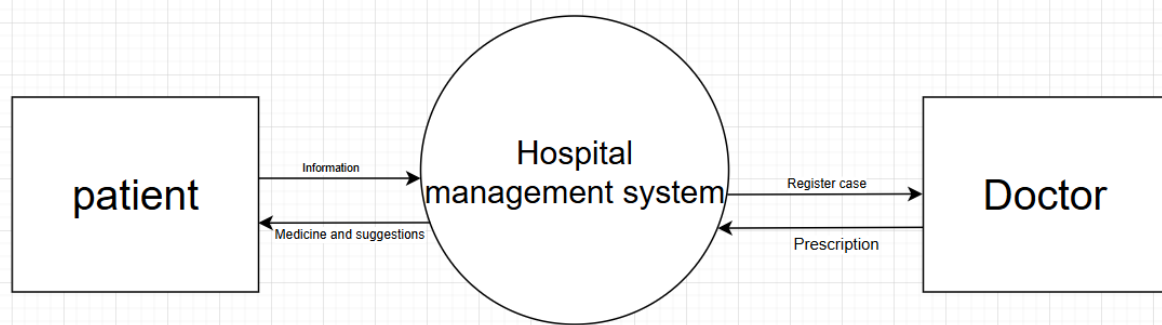 patient
Information
Medicine and suggestions
Hospital
management system
Register case
Prescription
Doctor